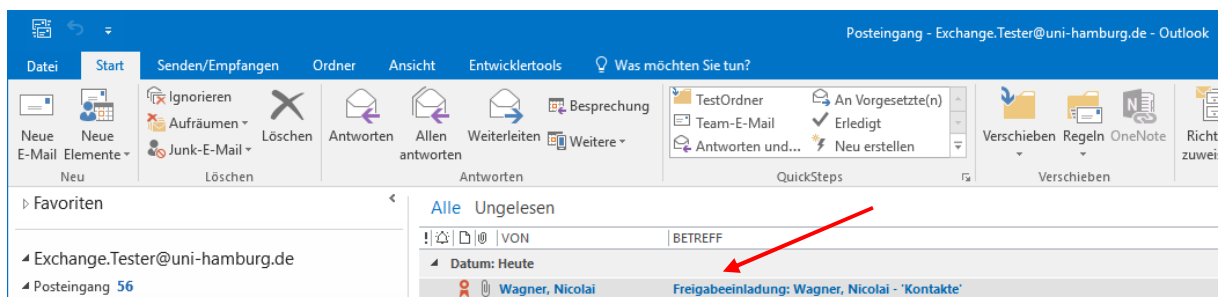 Posteingang - Exchange.Tester@uni-hamburg.de - Outlook
Datei Start Senden/Empfangen Ordner Ansicht Entwicklertools Was möchten Sie tun?
Neue E-Mail
Neue Elemente
Ignorieren
Aufräumen
Junk-E-Mail
Löschen
Antworten
Allen antworten
Weiterleiten
Besprechung
Weitere
TestOrdner
Team-E-Mail
Antworten und...
An Vorgesetzte(n)
Erledigt
Neu erstellen
Verschieben
Regeln
OneNote
Richt
zuwei
Neu Löschen Antworten QuickSteps Verschieben
Favoriten
Alle Ungelesen
VON BETREFF
Exchange.Tester@uni-hamburg.de
Datum: Heute
Posteingang 56
Wagner, Nicolai Freigabeeinladung: Wagner, Nicolai - 'Kontakte'